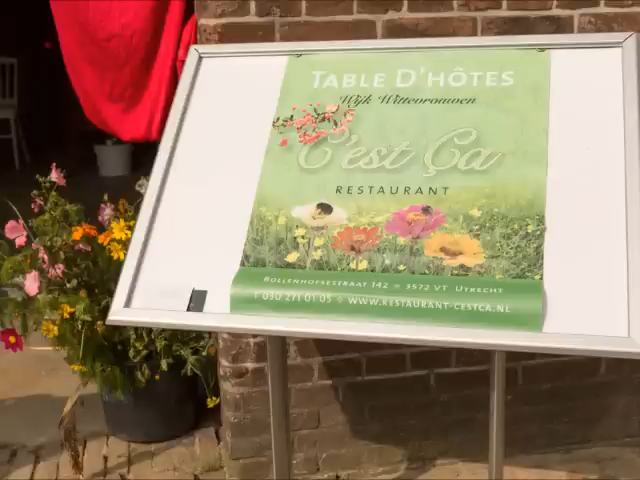 TABLE D'HÔTES
Wijk Wittevrouwen
C'est Ça
RESTAURANT
BOLLENHOFSESTRAAT 142 3572 VT UTRECHT
T 030 271 01 05 ◊ WWW.RESTAURANT-CESTCA.NL